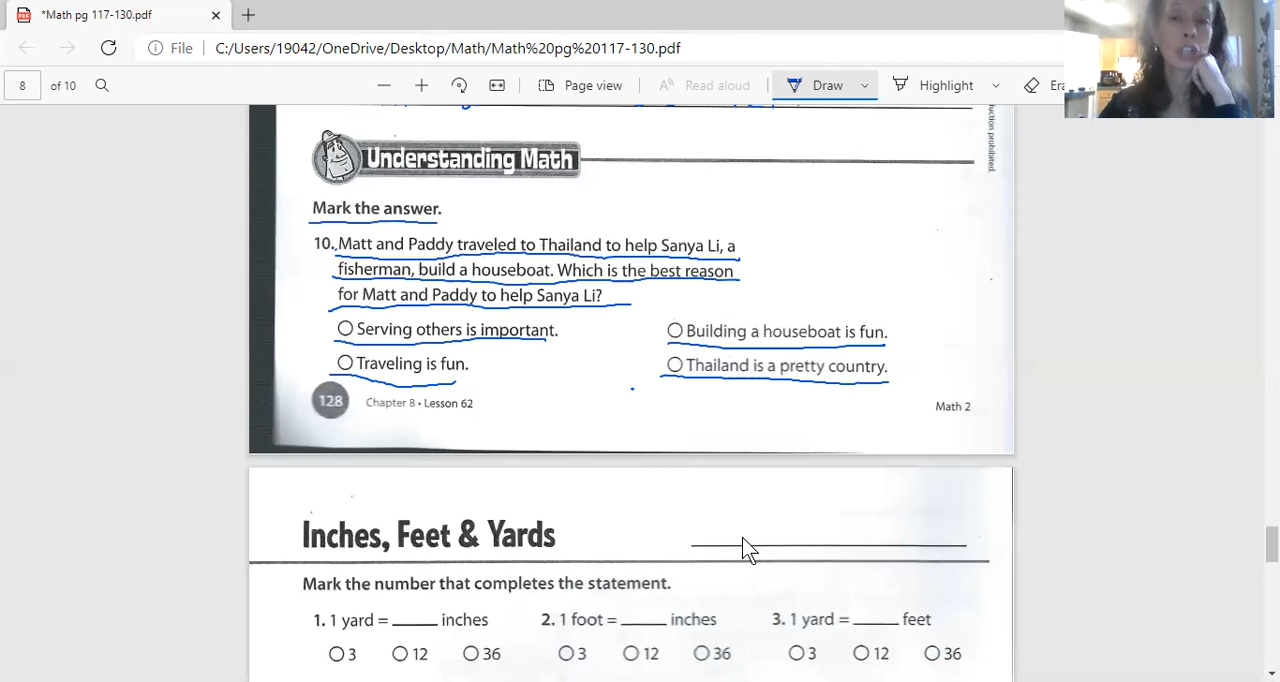 *Math pg 117-130.pdf
File
C:/Users/19042/OneDrive/Desktop/Math/Math%20pg%20117-130.pdf
8 of 10
Page view
Read aloud
Draw
Highlight
Understanding Math
Mark the answer.
10. Matt and Paddy traveled to Thailand to help Sanya Li, a
fisherman, build a houseboat. Which is the best reason
for Matt and Paddy to help Sanya Li?
Serving others is important.
Building a houseboat is fun.
Traveling is fun.
Thailand is a pretty country.
128 Chapter 8 • Lesson 62
Math 2
prohibited.
Inches, Feet & Yards
Mark the number that completes the statement.
1. 1 yard = _____ inches
2. 1 foot = _____ inches
3. 1 yard = _____ feet
3 12 36
3 12 36
3 12 36